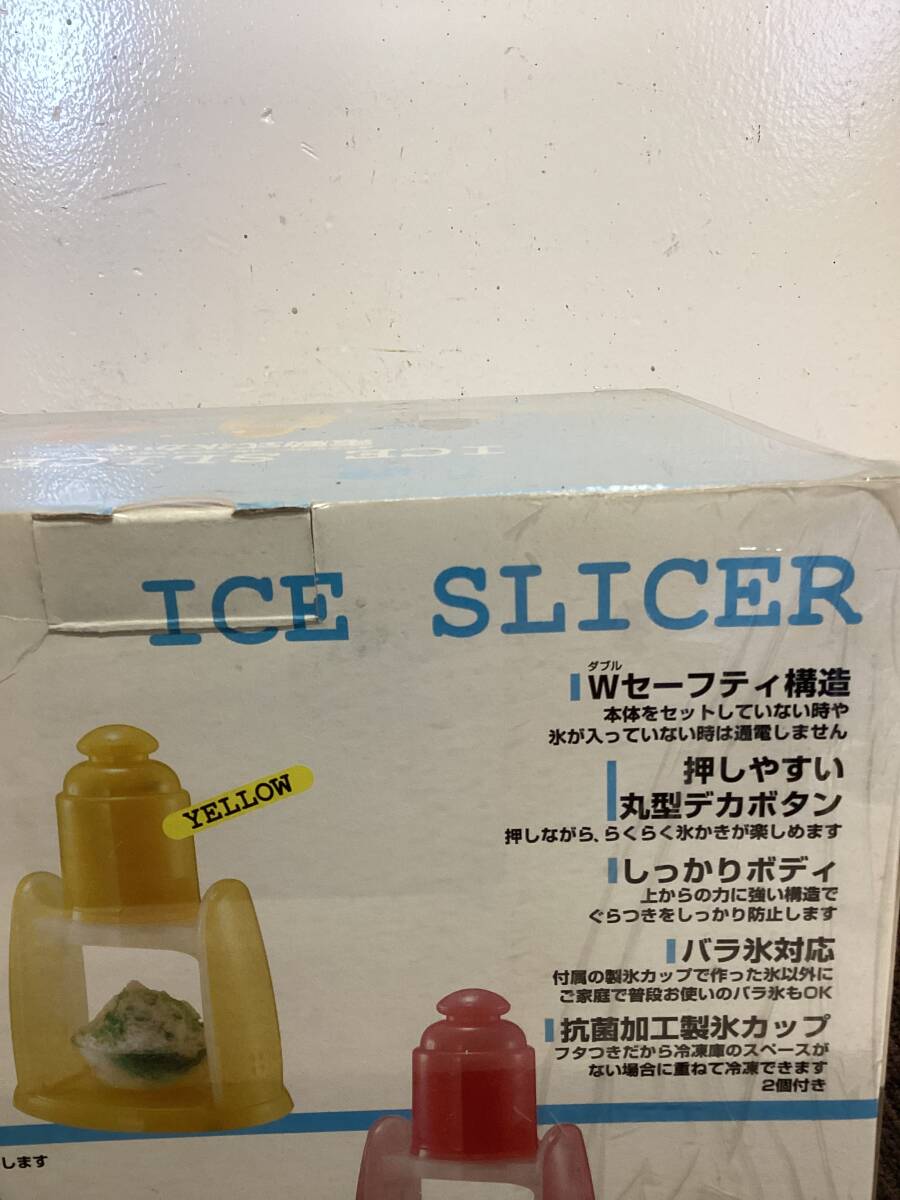 ICE SLICER
ダブル
Wセーフティ構造
本体をセットしていない時や
氷が入っていない時は通電しません
押しやすい
丸型デカボタン
押しながら、らくらく氷かきが楽しめます
しっかりボディ
上からの力に強い構造で
ぐらつきをしっかり防止します
バラ氷対応
付属の製氷カップで作った氷以外に
ご家庭で普段お使いのバラ氷もOK
抗菌加工製氷カップ
フタつきだから冷凍庫のスペースが
ない場合に重ねて冷凍できます
2個付き
YELLOW
します
ICE SLICE